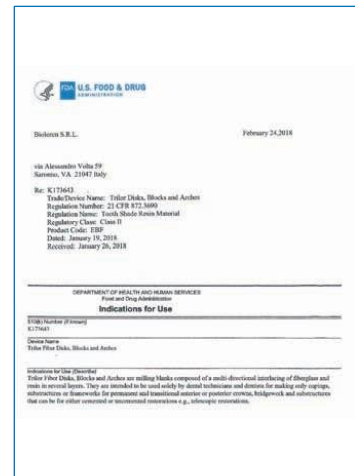 FDA U.S. FOOD & DRUG
ADMINISTRATION
Bioloren S.R.L.
February 24, 2018
via Alessandro Volta 59
Saronno, VA 21047 Italy
Re: K173643
Trade/Device Name: Trilor Disks, Blocks and Arches
Regulation Number: 21 CFR 872.3690
Regulation Name: Tooth Shade Resin Material
Regulatory Class: Class II
Product Code: EBF
Dated: January 19, 2018
Received: January 26, 2018
DEPARTMENT OF HEALTH AND HUMAN SERVICES
Food and Drug Administration
Indications for Use
510(k) Number (if known)
K173643
Device Name
Trilor Fiber Disks, Blocks and Arches
Indications for Use (Describe)
Trilor Fiber Disks, Blocks and Arches are milling blanks composed of a multi-directional interlacing of fiberglass and
resin in several layers. They are intended to be used solely by dental technicians and dentists for making only copings,
substructures or frameworks for permanent and transitional anterior or posterior crowns, bridgework and substructures
that can be for either cemented or uncemented restorations e.g., telescopic restorations.